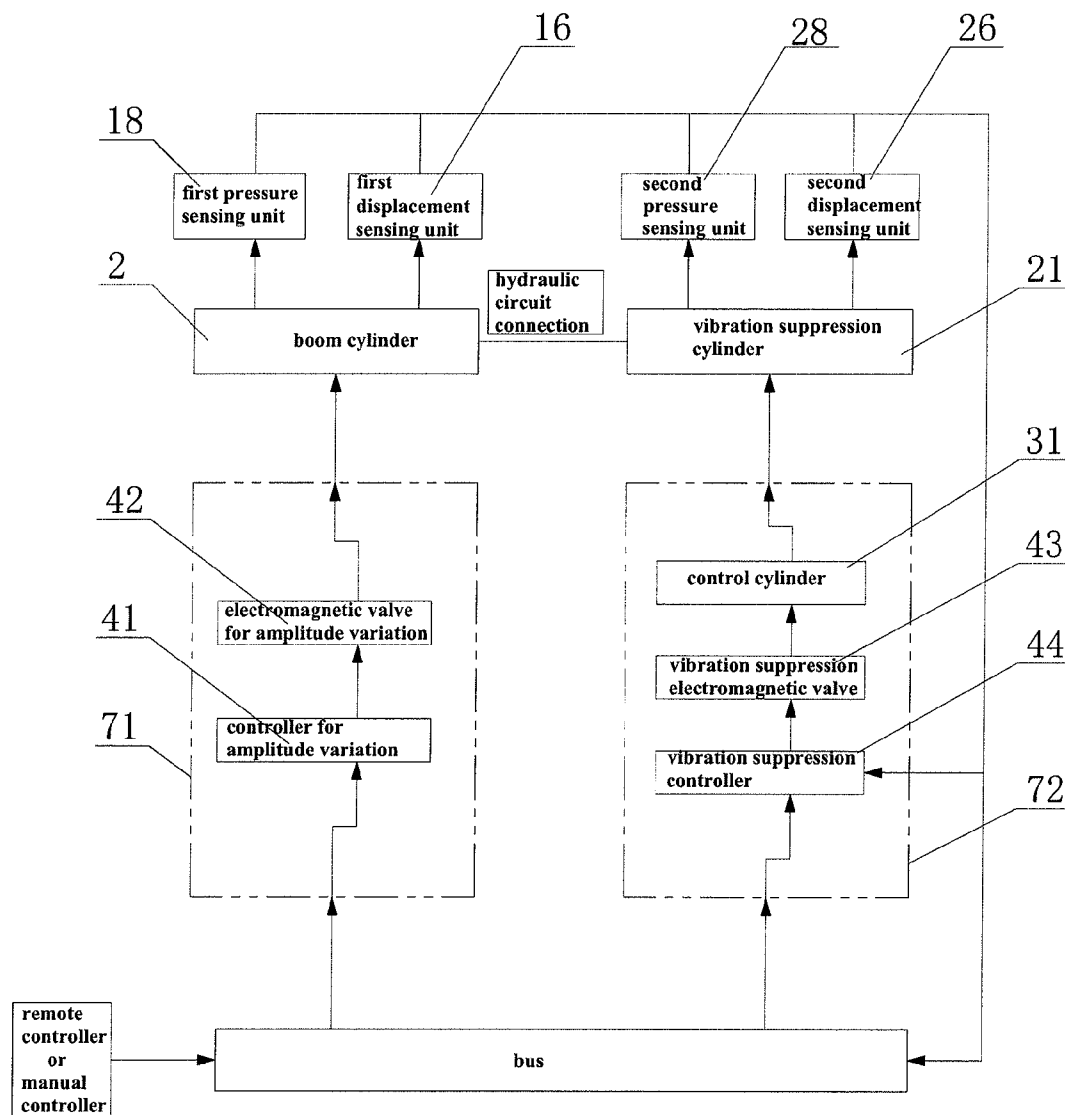 16
28
26
18
first pressure
sensing unit
first
displacement
sensing unit
second
pressure
sensing unit
second
displacement
sensing unit
2
hydraulic
circuit
connection
21
boom cylinder
vibration suppression
cylinder
31
42
43
control cylinder
electromagnetic valve
for amplitude variation
41
vibration suppression
electromagnetic valve
44
71
controller for
amplitude variation
vibration suppression
controller
72
remote
controller
or
manual
controller
bus